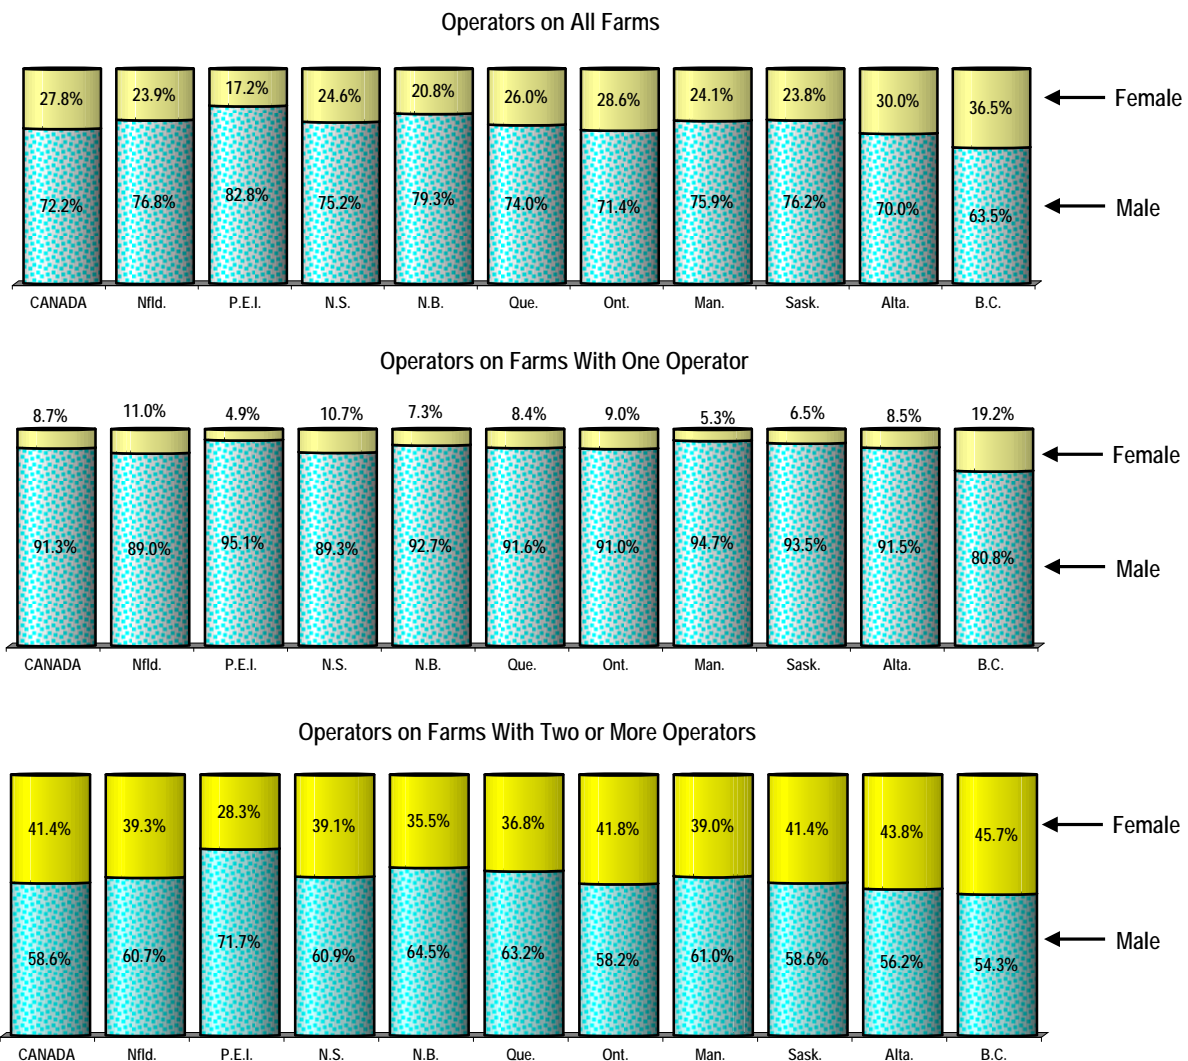 Operators on All Farms
27.8% 23.9% 17.2% 24.6% 20.8% 26.0% 28.6% 24.1% 23.8% 30.0% 36.5% Female
72.2% 76.8% 82.8% 75.2% 79.3% 74.0% 71.4% 75.9% 76.2% 70.0% 63.5% Male
CANADA Nfld. P.E.I. N.S. N.B. Que. Ont. Man. Sask. Alta. B.C.
Operators on Farms With One Operator
8.7% 11.0% 4.9% 10.7% 7.3% 8.4% 9.0% 5.3% 6.5% 8.5% 19.2%
Female
91.3% 89.0% 95.1% 89.3% 92.7% 91.6% 91.0% 94.7% 93.5% 91.5% 80.8% Male
CANADA Nfld. P.E.I. N.S. N.B. Que. Ont. Man. Sask. Alta. B.C.
Operators on Farms With Two or More Operators
41.4% 39.3% 28.3% 39.1% 35.5% 36.8% 41.8% 39.0% 41.4% 43.8% 45.7% Female
58.6% 60.7% 71.7% 60.9% 64.5% 63.2% 58.2% 61.0% 58.6% 56.2% 54.3% Male
CANADA Nfld. P.E.I. N.S. N.B. Que. Ont. Man. Sask. Alta. B.C.